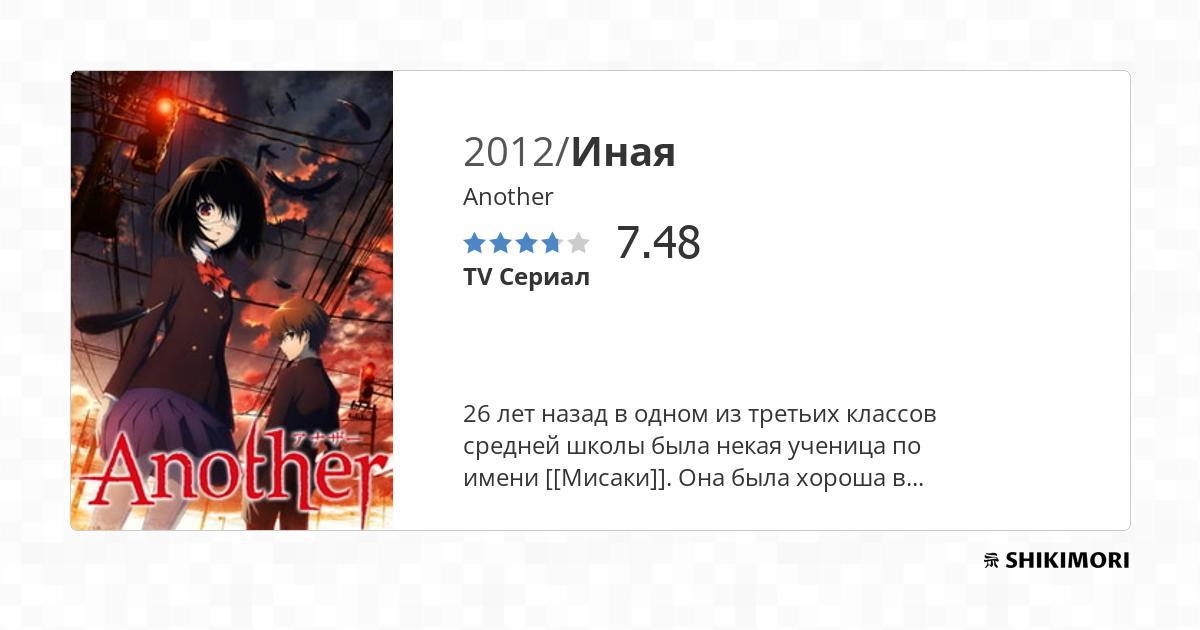 2012/Иная
Another
7.48
TV Сериал
26 лет назад в одном из третьих классов
средней школы была некая ученица по
имени [[Мисаки]]. Она была хороша в...
アナザー
Another
SHIKIMORI